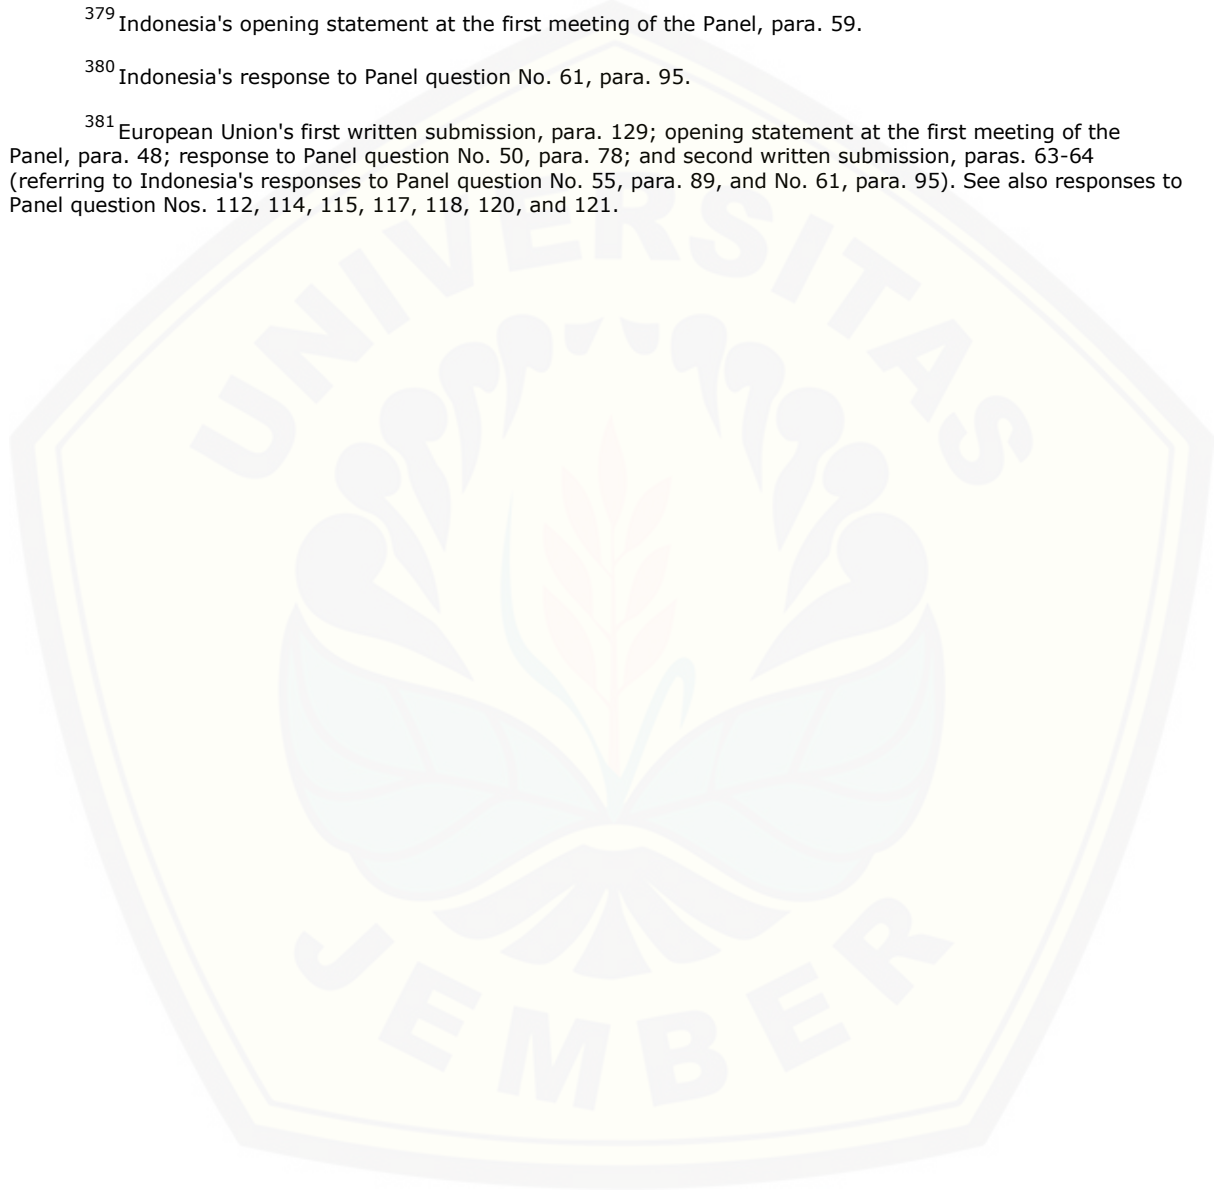 379 Indonesia's opening statement at the first meeting of the Panel, para. 59.
380 Indonesia's response to Panel question No. 61, para. 95.
381 European Union's first written submission, para. 129; opening statement at the first meeting of the
Panel, para. 48; response to Panel question No. 50, para. 78; and second written submission, paras. 63-64
(referring to Indonesia's responses to Panel question No. 55, para. 89, and No. 61, para. 95). See also responses to
Panel question Nos. 112, 114, 115, 117, 118, 120, and 121.
UNIVERSITAS
JEMBER